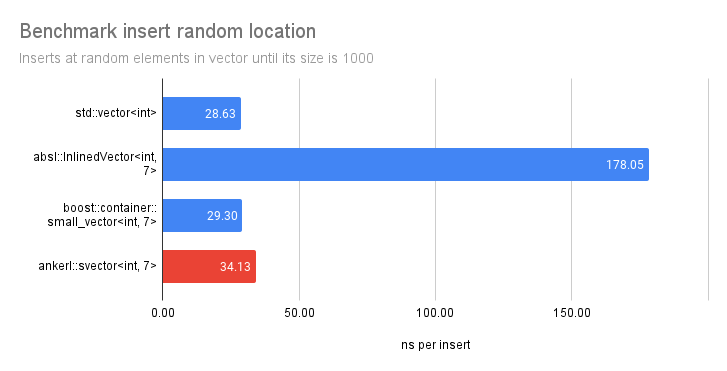 Benchmark insert random location
Inserts at random elements in vector until its size is 1000
std::vector<int>
28.63
absl::InlinedVector<int,
7>
178.05
boost::container::
small_vector<int, 7>
29.30
ankerl::svector<int, 7>
34.13
0.00
50.00
100.00
150.00
ns per insert